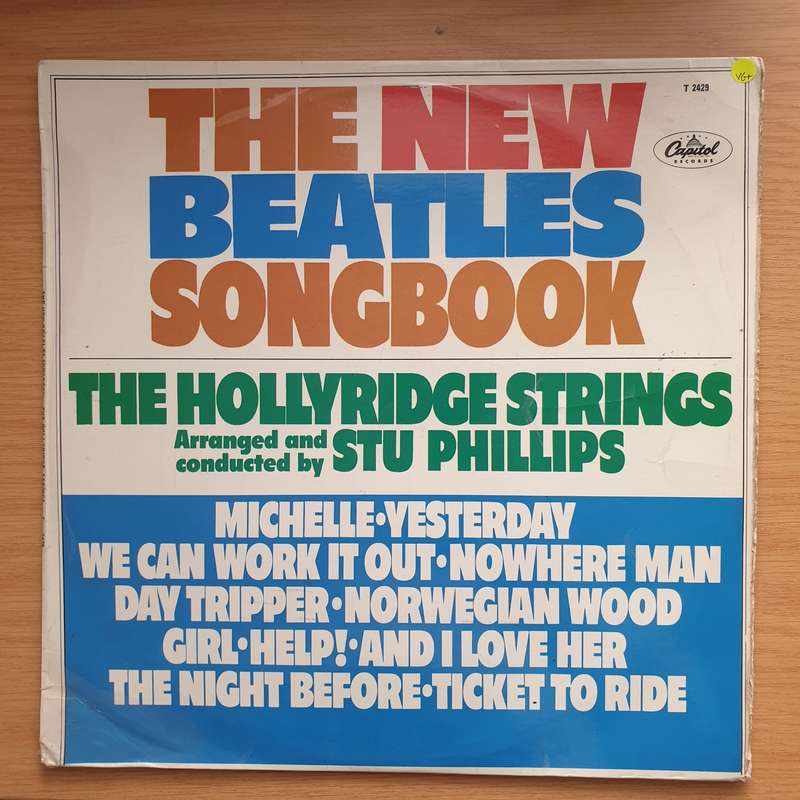 VG+
T 2429
THE NEW
Capitol
RECORDS
BEATLES
SONGBOOK
THE HOLLYRIDGE STRINGS
Arranged and
conducted by STU PHILLIPS
MICHELLE•YESTERDAY
WE CAN WORK IT OUT•NOWHERE MAN
DAY TRIPPER•NORWEGIAN WOOD
GIRL•HELP!•AND I LOVE HER
THE NIGHT BEFORE•TICKET TO RIDE